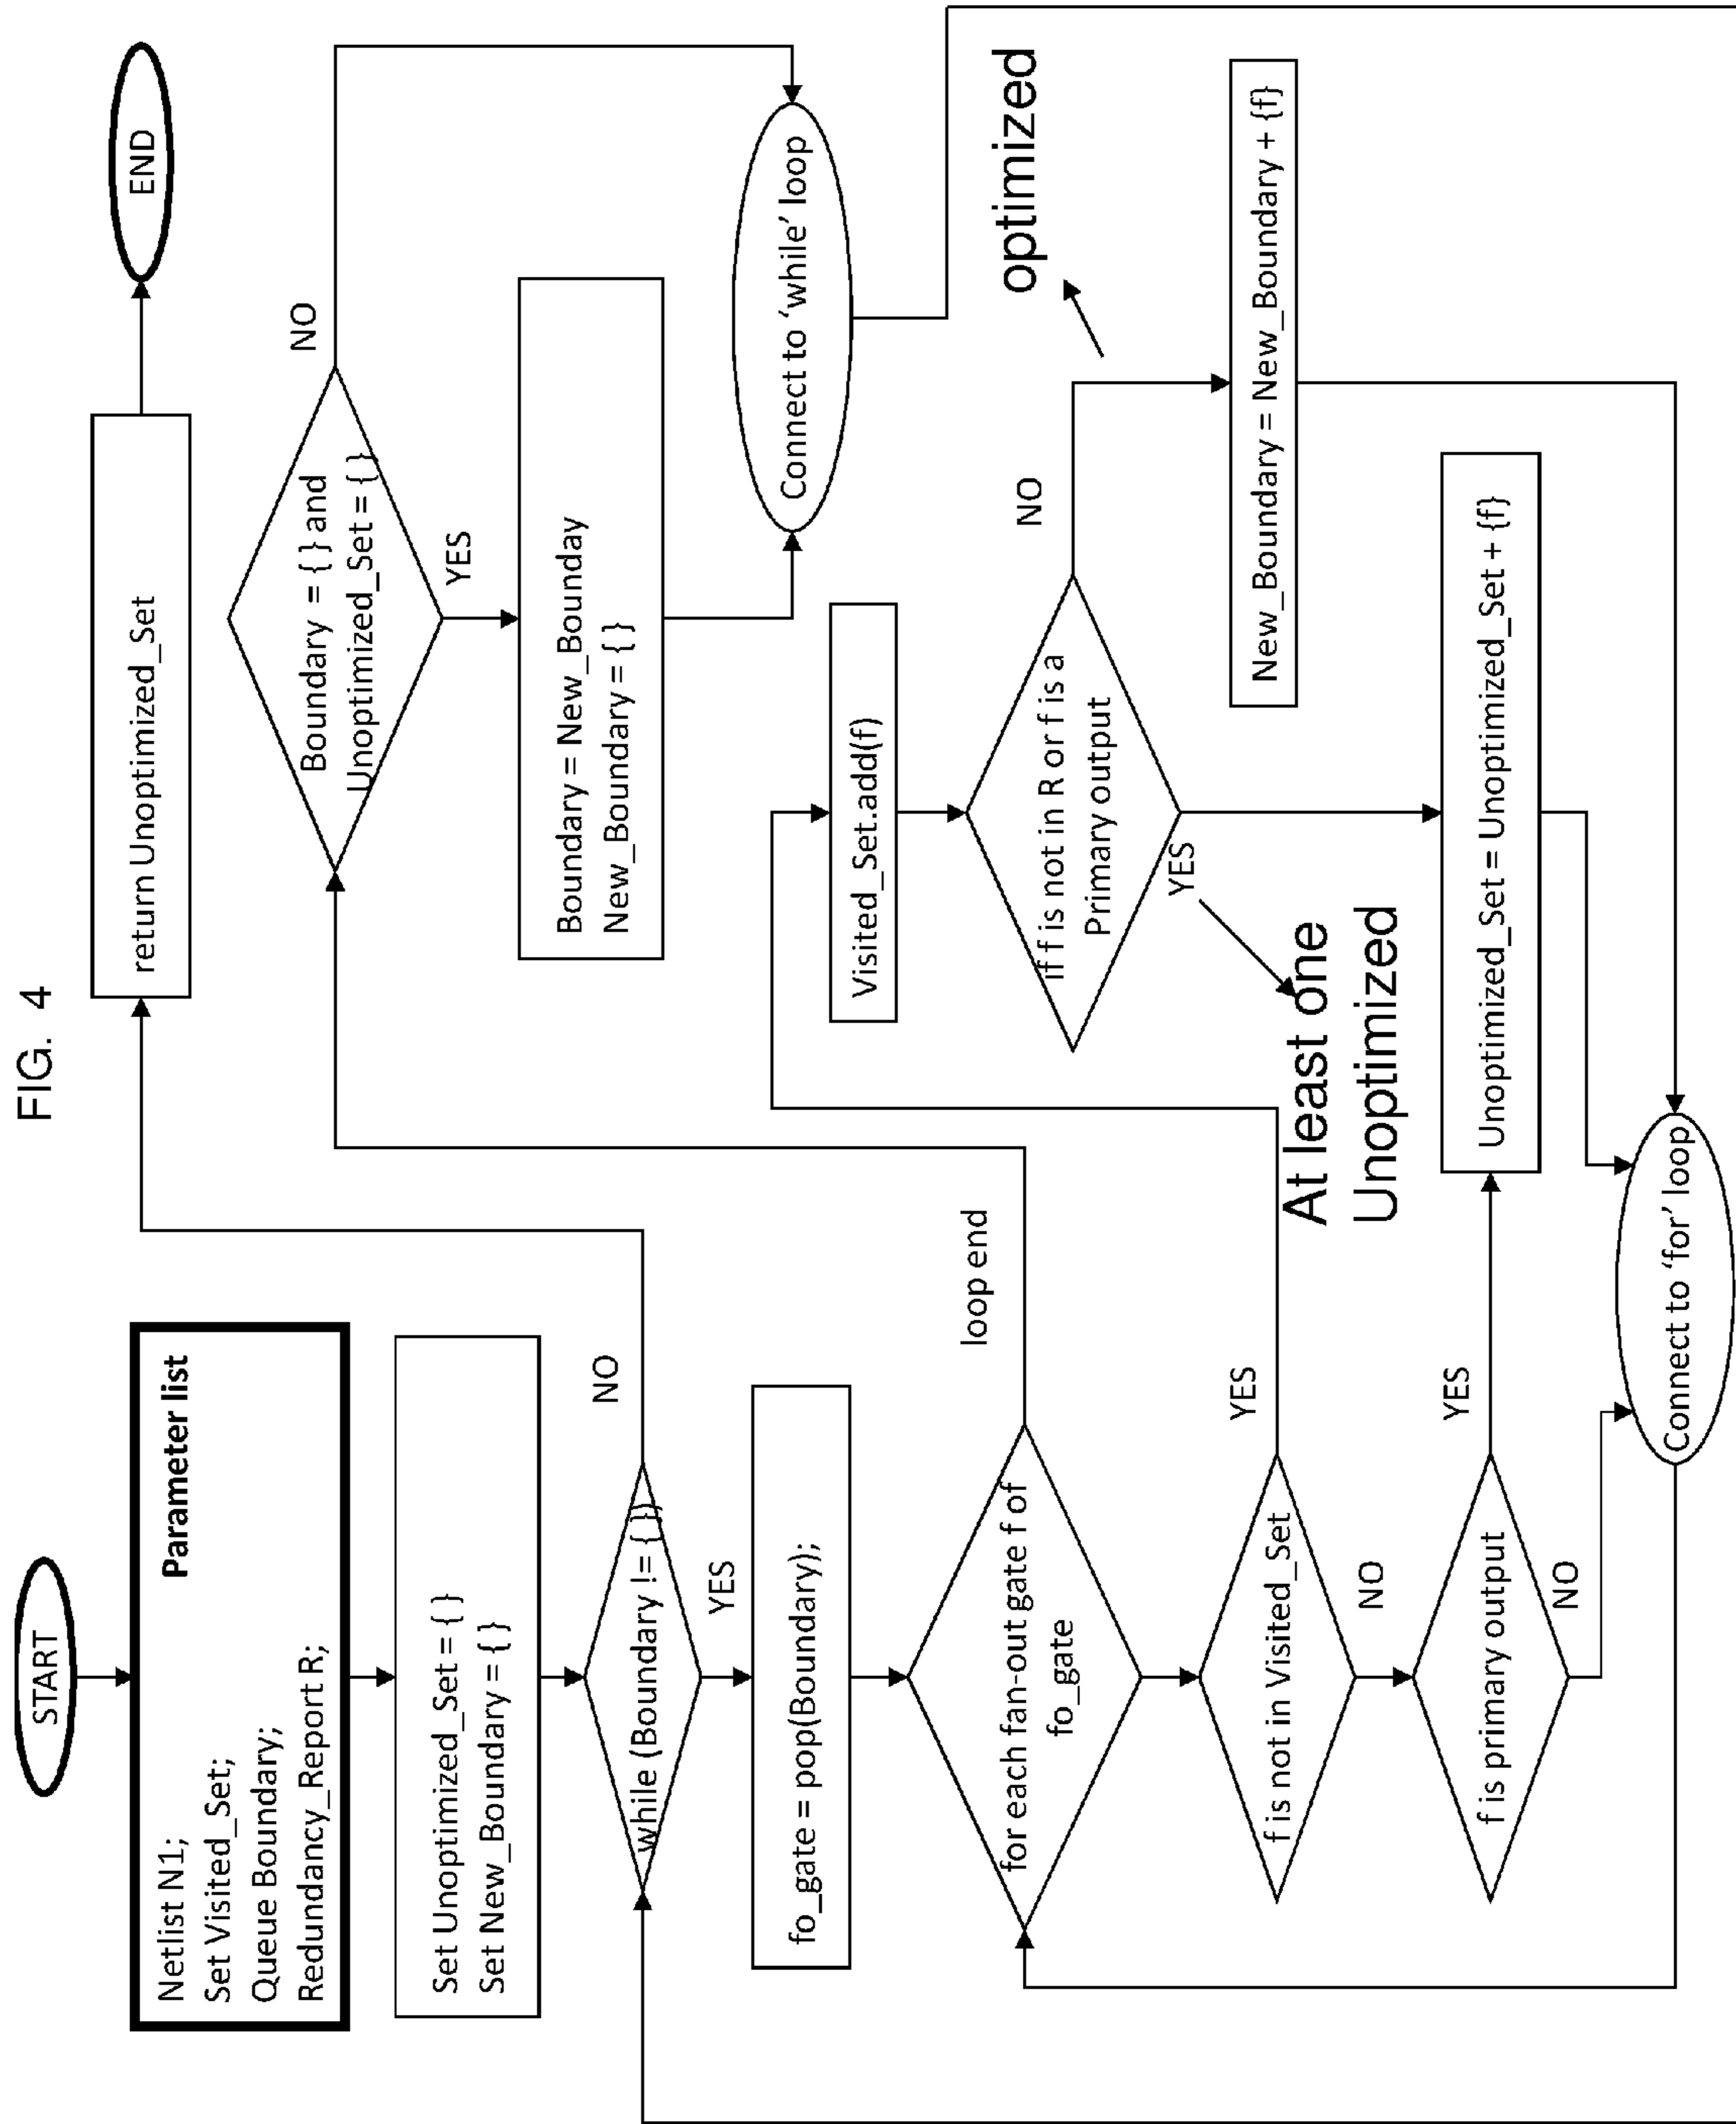 FIG. 4
START
Parameter list
Netlist N1;
Set Visited_Set;
Queue Boundary;
Redundancy_Report R;
Set Unoptimized_Set = { }
Set New_Boundary = { }
while (Boundary != { })
NO
YES
fo_gate = pop(Boundary);
for each fan-out gate f of
fo_gate
loop end
f is not in Visited_Set
YES
NO
f is primary output
YES
NO
Connect to 'for' loop
return Unoptimized_Set
END
Boundary = { } and
Unoptimized_Set = { }
NO
YES
Boundary = New_Bounday
New_Boundary = { }
Connect to 'while' loop
Visited_Set.add(f)
if f is not in R or f is a
Primary output
NO
YES
optimized
At least one
Unoptimized
New_Boundary = New_Boundary + {f}
Unoptimized_Set = Unoptimized_Set + {f}